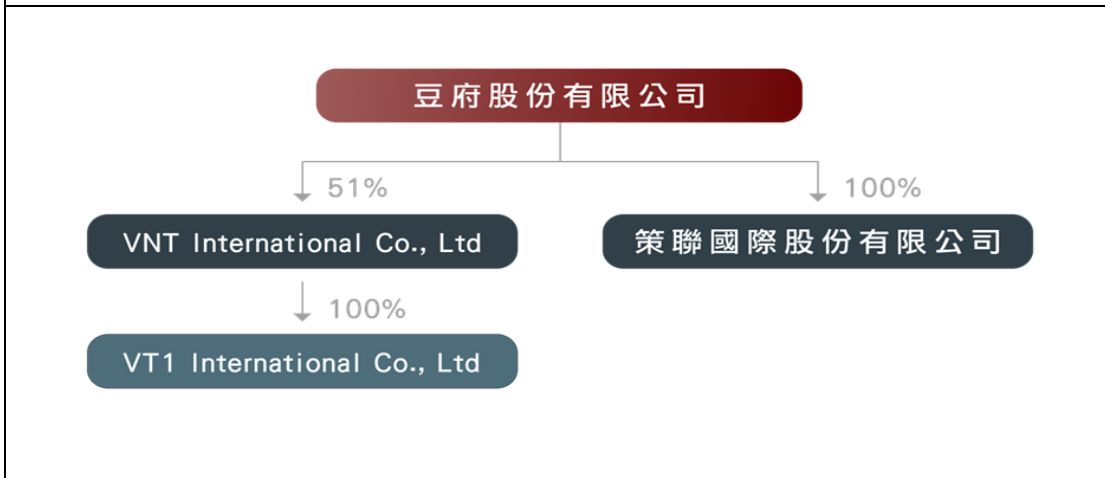 豆府股份有限公司
51%
100%
VNT International Co., Ltd
策聯國際股份有限公司
100%
VT1 International Co., Ltd